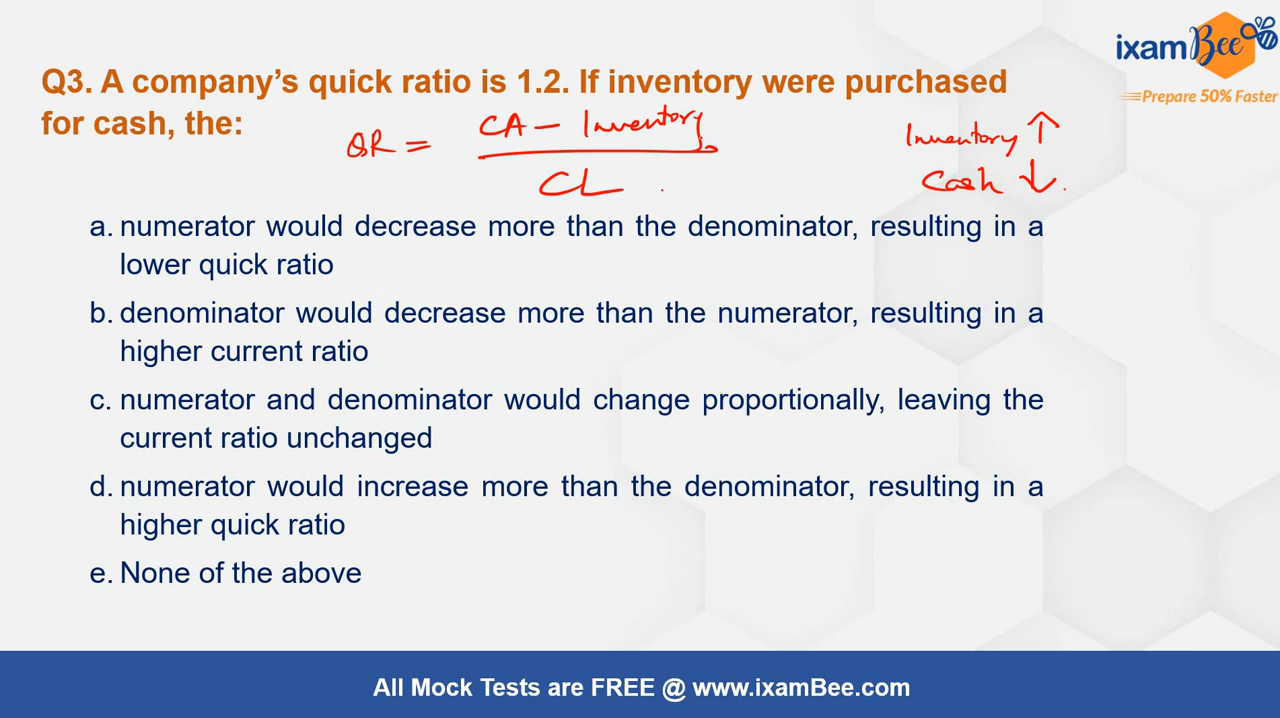 ixamBee
Prepare 50% Faster
Q3. A company's quick ratio is 1.2. If inventory were purchased
for cash, the:
QR = CA - Inventory
CL
Inventory ↑
Cash ↓
a. numerator would decrease more than the denominator, resulting in a
lower quick ratio
b. denominator would decrease more than the numerator, resulting in a
higher current ratio
c. numerator and denominator would change proportionally, leaving the
current ratio unchanged
d. numerator would increase more than the denominator, resulting in a
higher quick ratio
e. None of the above
All Mock Tests are FREE @ www.ixamBee.com